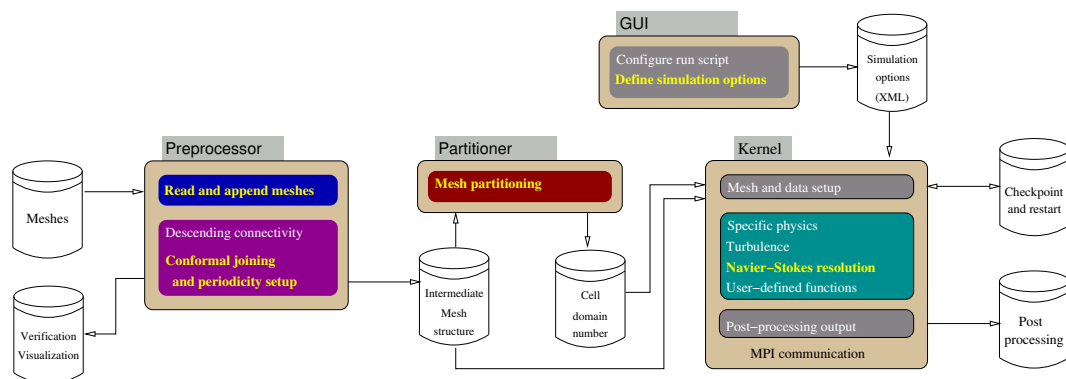 GUI
Configure run script
Define simulation options
Simulation
options
(XML)
Preprocessor
Read and append meshes
Descending connectivity
Conformal joining
and periodicity setup
Meshes
Verification
Visualization
Partitioner
Mesh partitioning
Intermediate
Mesh
structure
Cell
domain
number
Kernel
Mesh and data setup
Specific physics
Turbulence
Navier−Stokes resolution
User−defined functions
Post−processing output
MPI communication
Checkpoint
and restart
Post
processing